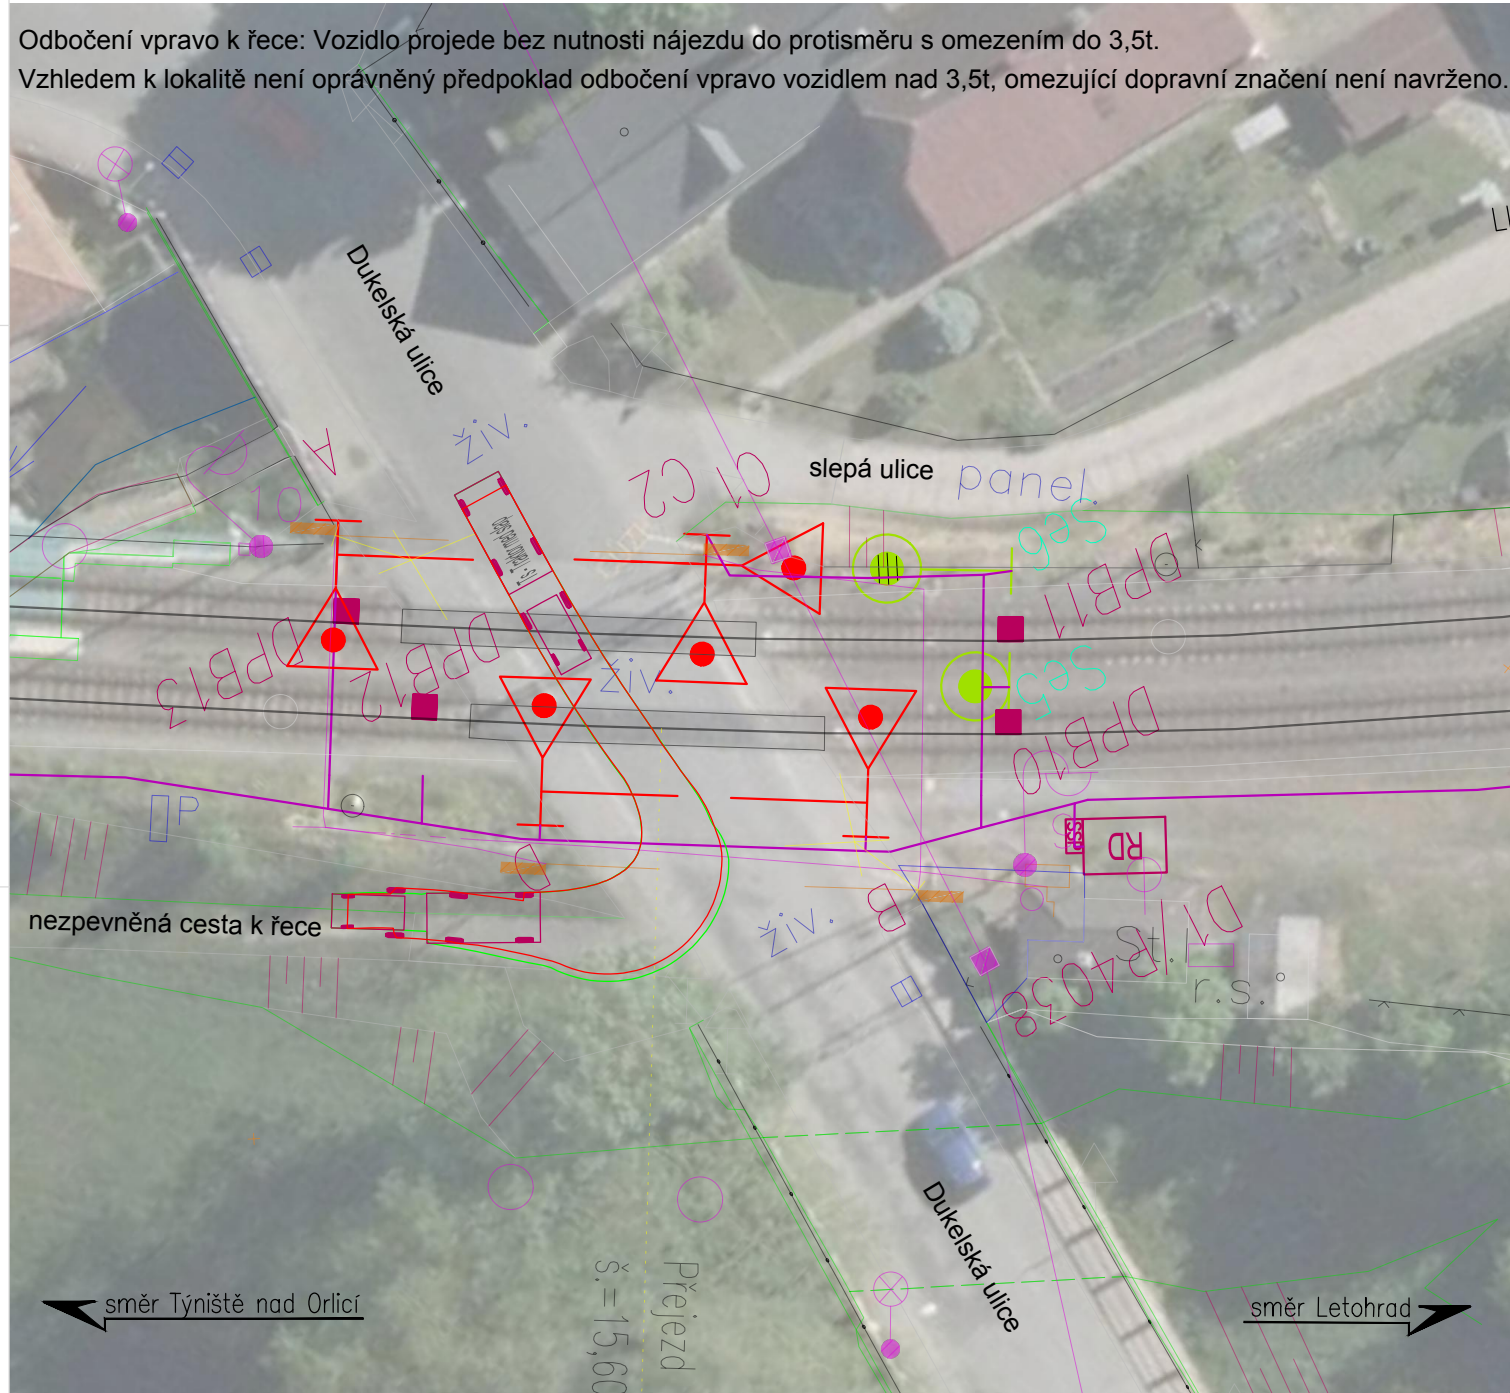 Odbočení vpravo k řece: Vozidlo projede bez nutnosti nájezdu do protisměru s omezením do 3,5t.
Vzhledem k lokalitě není oprávněný předpoklad odbočení vpravo vozidlem nad 3,5t, omezující dopravní značení není navrženo.
Dukelská ulice
živ.
A
10
C2
C1
slepá ulice
panel.
Se6
DPB11
DPB13
DPB12
živ.
Se5
DPB10
P
SSP
RD
D
nezpevněná cesta k řece
živ.
B
D1
St.
r.s.
Dukelská ulice
Přejezd
š.=15,60
směr Týniště nad Orlicí
směr Letohrad